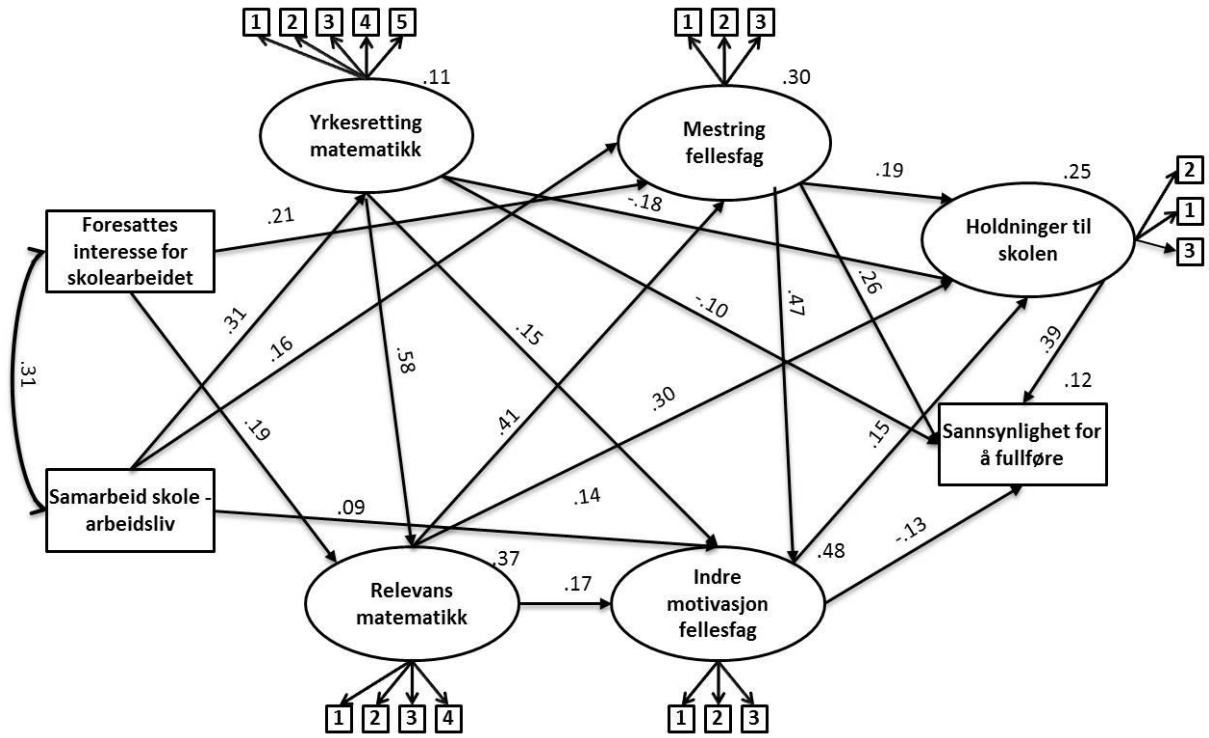 1 2 3 4 5
1 2 3
.11
.30
Yrkesretting
matematikk
Mestring
fellesfag
.19
.25
2
1
3
.21
-.18
Foresattes
interesse for
skolearbeidet
Holdninger til
skolen
.31
.31
.16
.58
.15
-.10
.47
.26
.39
.12
.19
.41
.30
.15
Sannsynlighet for
å fullføre
Samarbeid skole -
arbeidsliv
.09
.14
.37
.48
-.13
Relevans
matematikk
.17
Indre
motivasjon
fellesfag
1 2 3 4
1 2 3